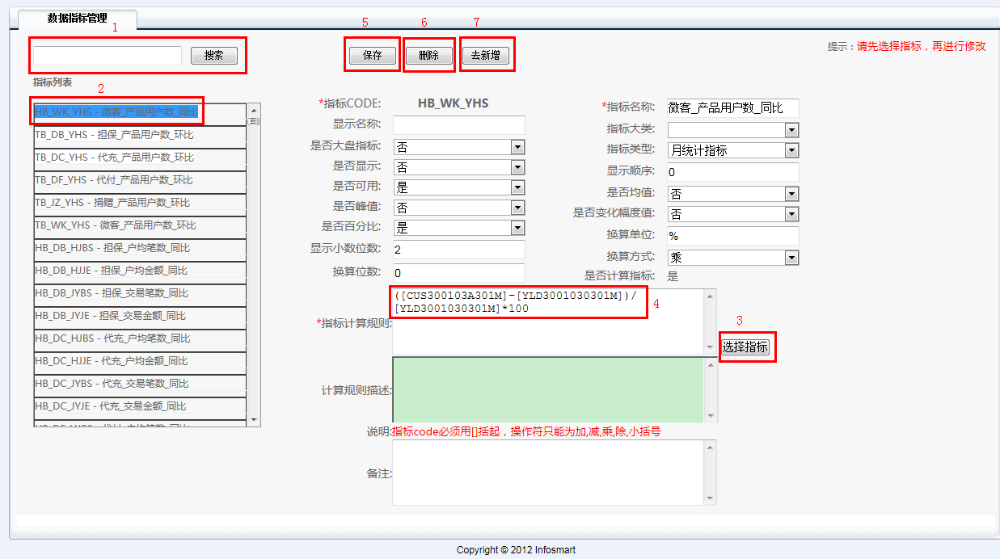 数据指标管理
1
5
6
7
搜索
保存
删除
去新增
提示：请先选择指标，再进行修改
指标列表
2
HB_WK_YHS - 微客_产品用户数_同比
TB_DB_YHS - 担保_产品用户数_环比
TB_DC_YHS - 代充_产品用户数_环比
TB_DF_YHS - 代付_产品用户数_环比
TB_JZ_YHS - 捐赠_产品用户数_环比
TB_WK_YHS - 微客_产品用户数_环比
HB_DB_HJBS - 担保_户均笔数_同比
HB_DB_HJJE - 担保_户均金额_同比
HB_DB_JYBS - 担保_交易笔数_同比
HB_DB_JYJE - 担保_交易金额_同比
HB_DC_HJBS - 代充_户均笔数_同比
HB_DC_HJJE - 代充_户均金额_同比
HB_DC_JYBS - 代充_交易笔数_同比
HB_DC_JYJE - 代充_交易金额_同比
*指标CODE: HB_WK_YHS
*指标名称: 微客_产品用户数_同比
显示名称:
指标大类:
是否大盘指标: 否
指标类型: 月统计指标
是否显示: 否
显示顺序: 0
是否可用: 是
是否均值: 否
是否峰值: 否
是否变化幅度值: 否
是否百分比: 是
换算单位: %
显示小数位数: 2
换算方式: 乘
换算位数: 0
是否计算指标: 是
([CUS300103A301M]-[YLD3001030301M])/
[YLD3001030301M]*100
4
*指标计算规则:
3
选择指标
计算规则描述:
说明:指标code必须用[]括起，操作符只能为加,减,乘,除,小括号
备注:
Copyright © 2012 Infosmart